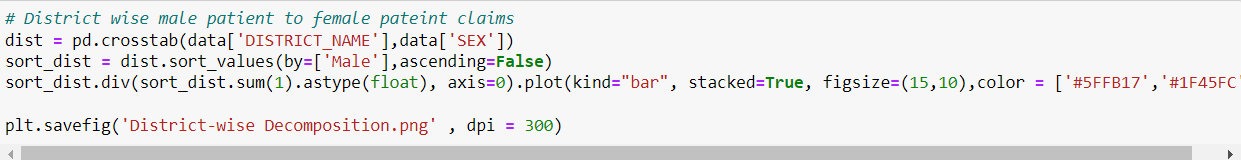 # District wise male patient to female pateint claims
dist = pd.crosstab(data['DISTRICT_NAME'],data['SEX'])
sort_dist = dist.sort_values(by=['Male'],ascending=False)
sort_dist.div(sort_dist.sum(1).astype(float), axis=0).plot(kind="bar", stacked=True, figsize=(15,10),color = ['#5FFB17','#1F45FC'
plt.savefig('District-wise Decomposition.png' , dpi = 300)